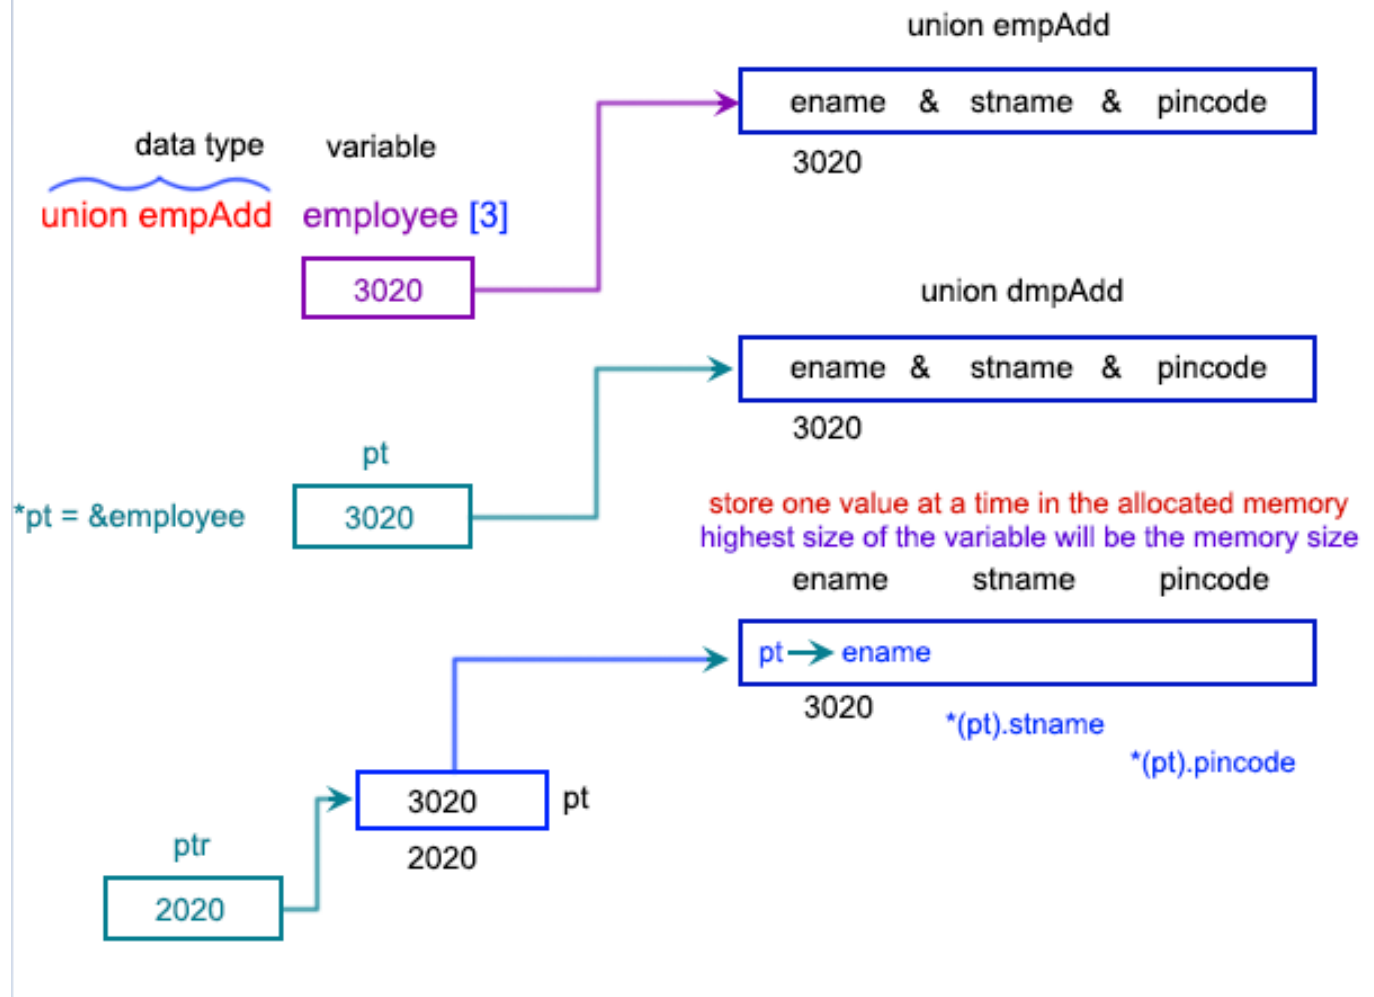 union empAdd
ename & stname & pincode
3020
data type variable
union empAdd employee [3]
3020
union dmpAdd
ename & stname & pincode
3020
pt
*pt = &employee 3020
store one value at a time in the allocated memory
highest size of the variable will be the memory size
ename stname pincode
pt ename
3020
*(pt).stname
*(pt).pincode
3020 pt
2020
ptr
2020